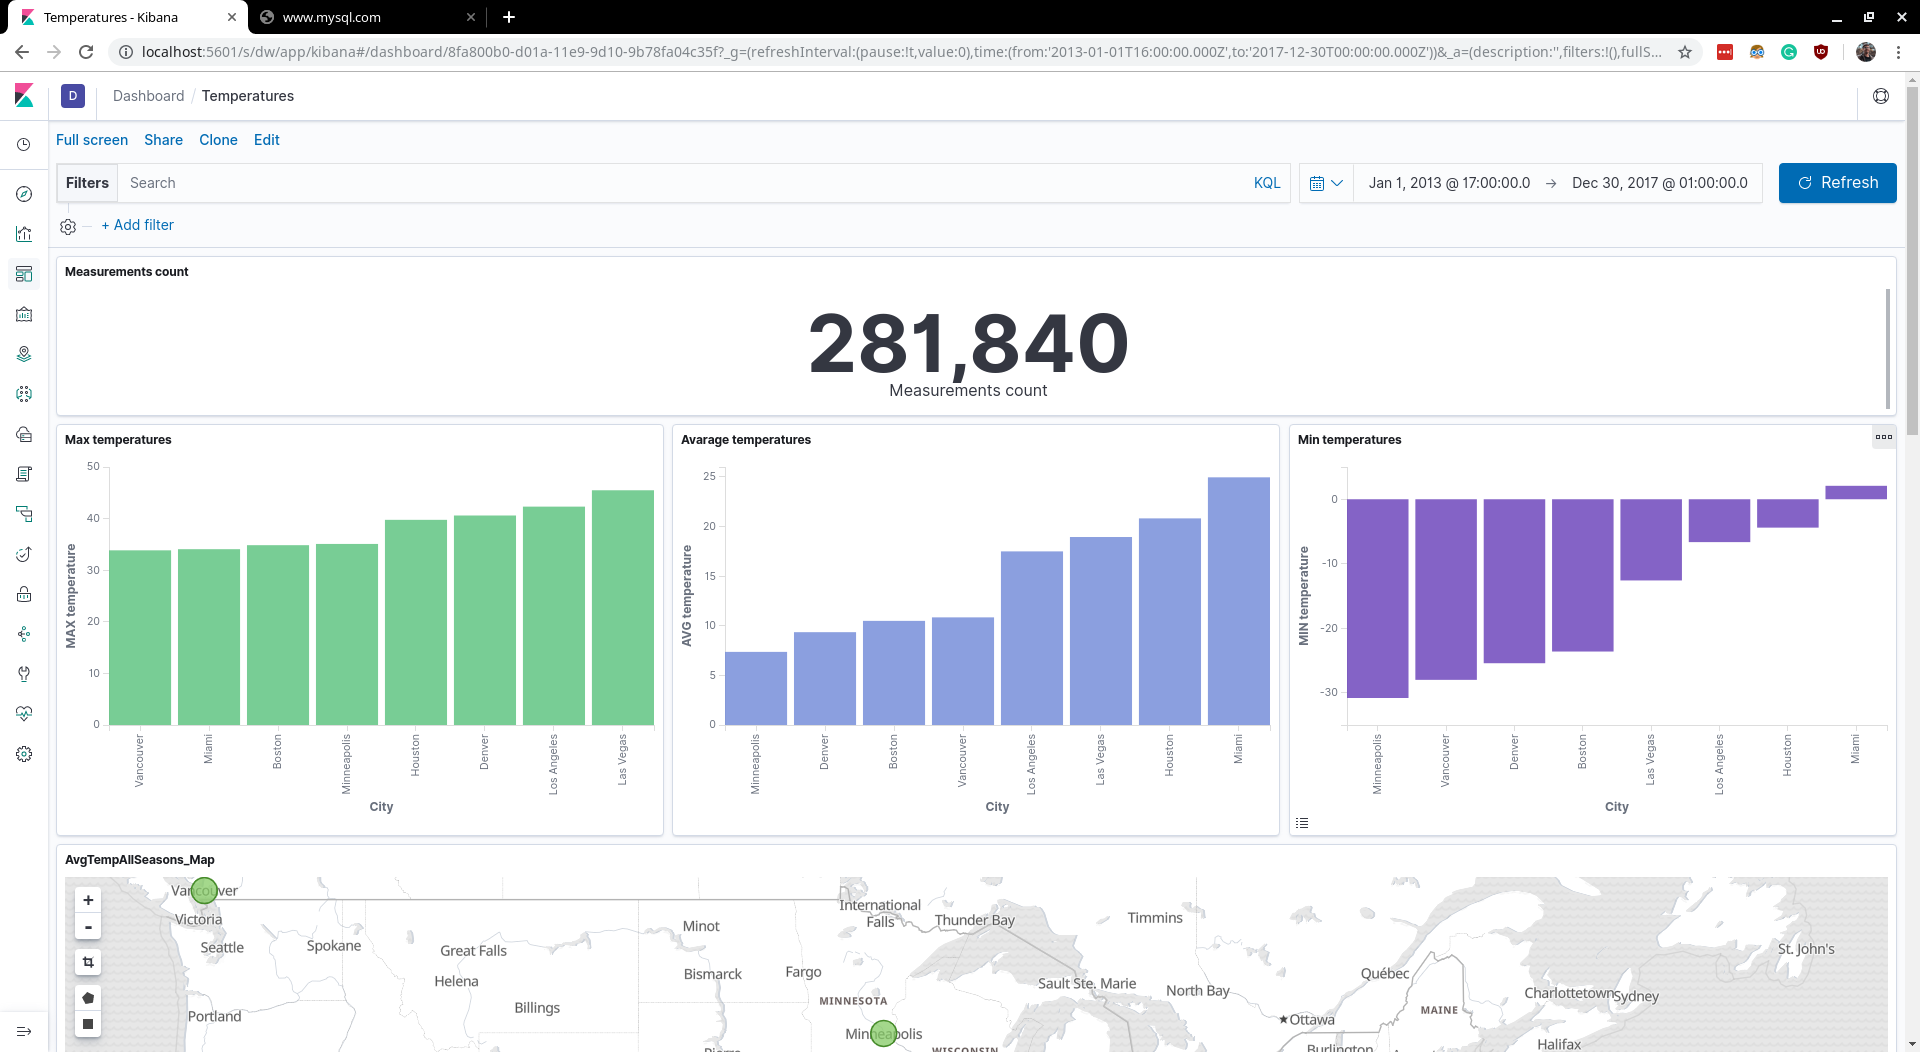 Temperatures - Kibana
www.mysql.com
localhost:5601/s/dw/app/kibana#/dashboard/8fa800b0-d01a-11e9-9d10-9b78fa04c35f?_g=(refreshInterval:(pause:!t,value:0),time:(from:'2013-01-01T16:00:00.000Z',to:'2017-12-30T00:00:00.000Z'))&_a=(description:'',filters:!(),fullS...
D
Dashboard / Temperatures
Full screen Share Clone Edit
Filters Search KQL Jan 1, 2013 @ 17:00:00.0 → Dec 30, 2017 @ 01:00:00.0 Refresh
+ Add filter
Measurements count
281,840
Measurements count
Max temperatures
50
40
30
20
10
0
MAX temperature
Vancouver
Miami
Boston
Minneapolis
Houston
Denver
Los Angeles
Las Vegas
City
Avarage temperatures
25
20
15
10
5
0
AVG temperature
Minneapolis
Denver
Boston
Vancouver
Los Angeles
Las Vegas
Houston
Miami
City
Min temperatures
0
-10
-20
-30
MIN temperature
Minneapolis
Vancouver
Denver
Boston
Las Vegas
Los Angeles
Houston
Miami
City
AvgTempAllSeasons_Map
+
-
Vancouver
Victoria
Seattle
Spokane
Great Falls
Helena
Billings
Portland
Minot
Bismarck
Fargo
International
Falls
Thunder Bay
Timmins
MINNESOTA
Minneapolis
WISCONSIN
Sault Ste. Marie
North Bay
Québec
Ottawa
MAINE
Charlottetown
Sydney
St. John's
Burlington
Halifax
Pierre